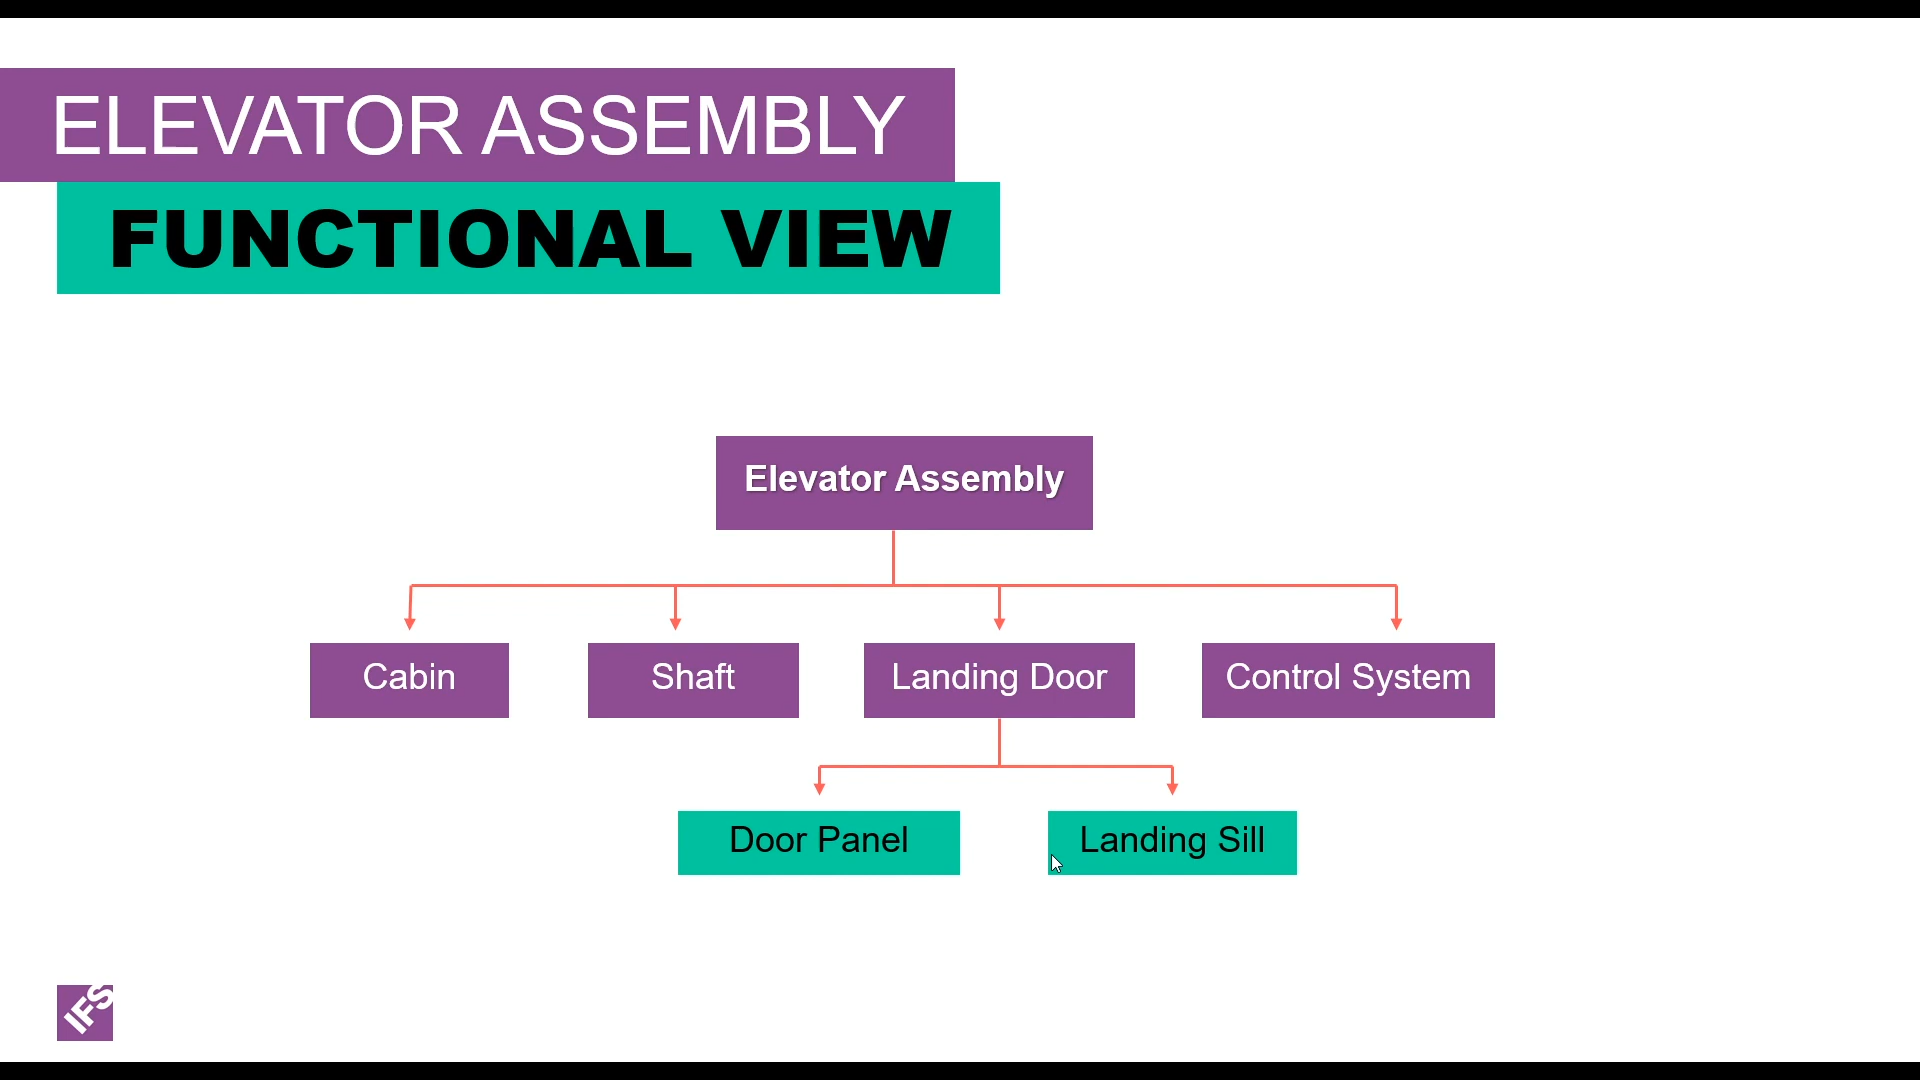 ELEVATOR ASSEMBLY
FUNCTIONAL VIEW
Elevator Assembly
Cabin
Shaft
Landing Door
Control System
Door Panel
Landing Sill
IFS